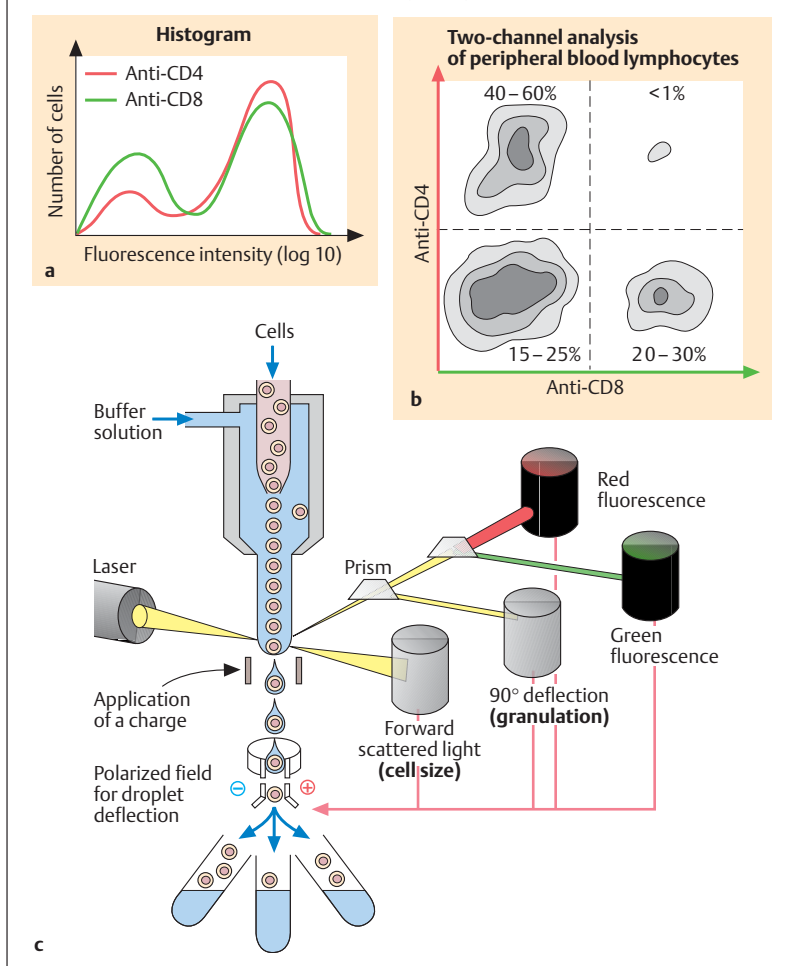 Histogram
Anti-CD4
Anti-CD8
Number of cells
Fluorescence intensity (log 10)
a
Two-channel analysis
of peripheral blood lymphocytes
40–60%
<1%
Anti-CD4
15–25%
20–30%
Anti-CD8
b
Cells
Buffer
solution
Laser
Prism
Red
fluorescence
Green
fluorescence
Application
of a charge
90° deflection
(granulation)
Forward
scattered light
(cell size)
Polarized field
for droplet
deflection
−
+
c